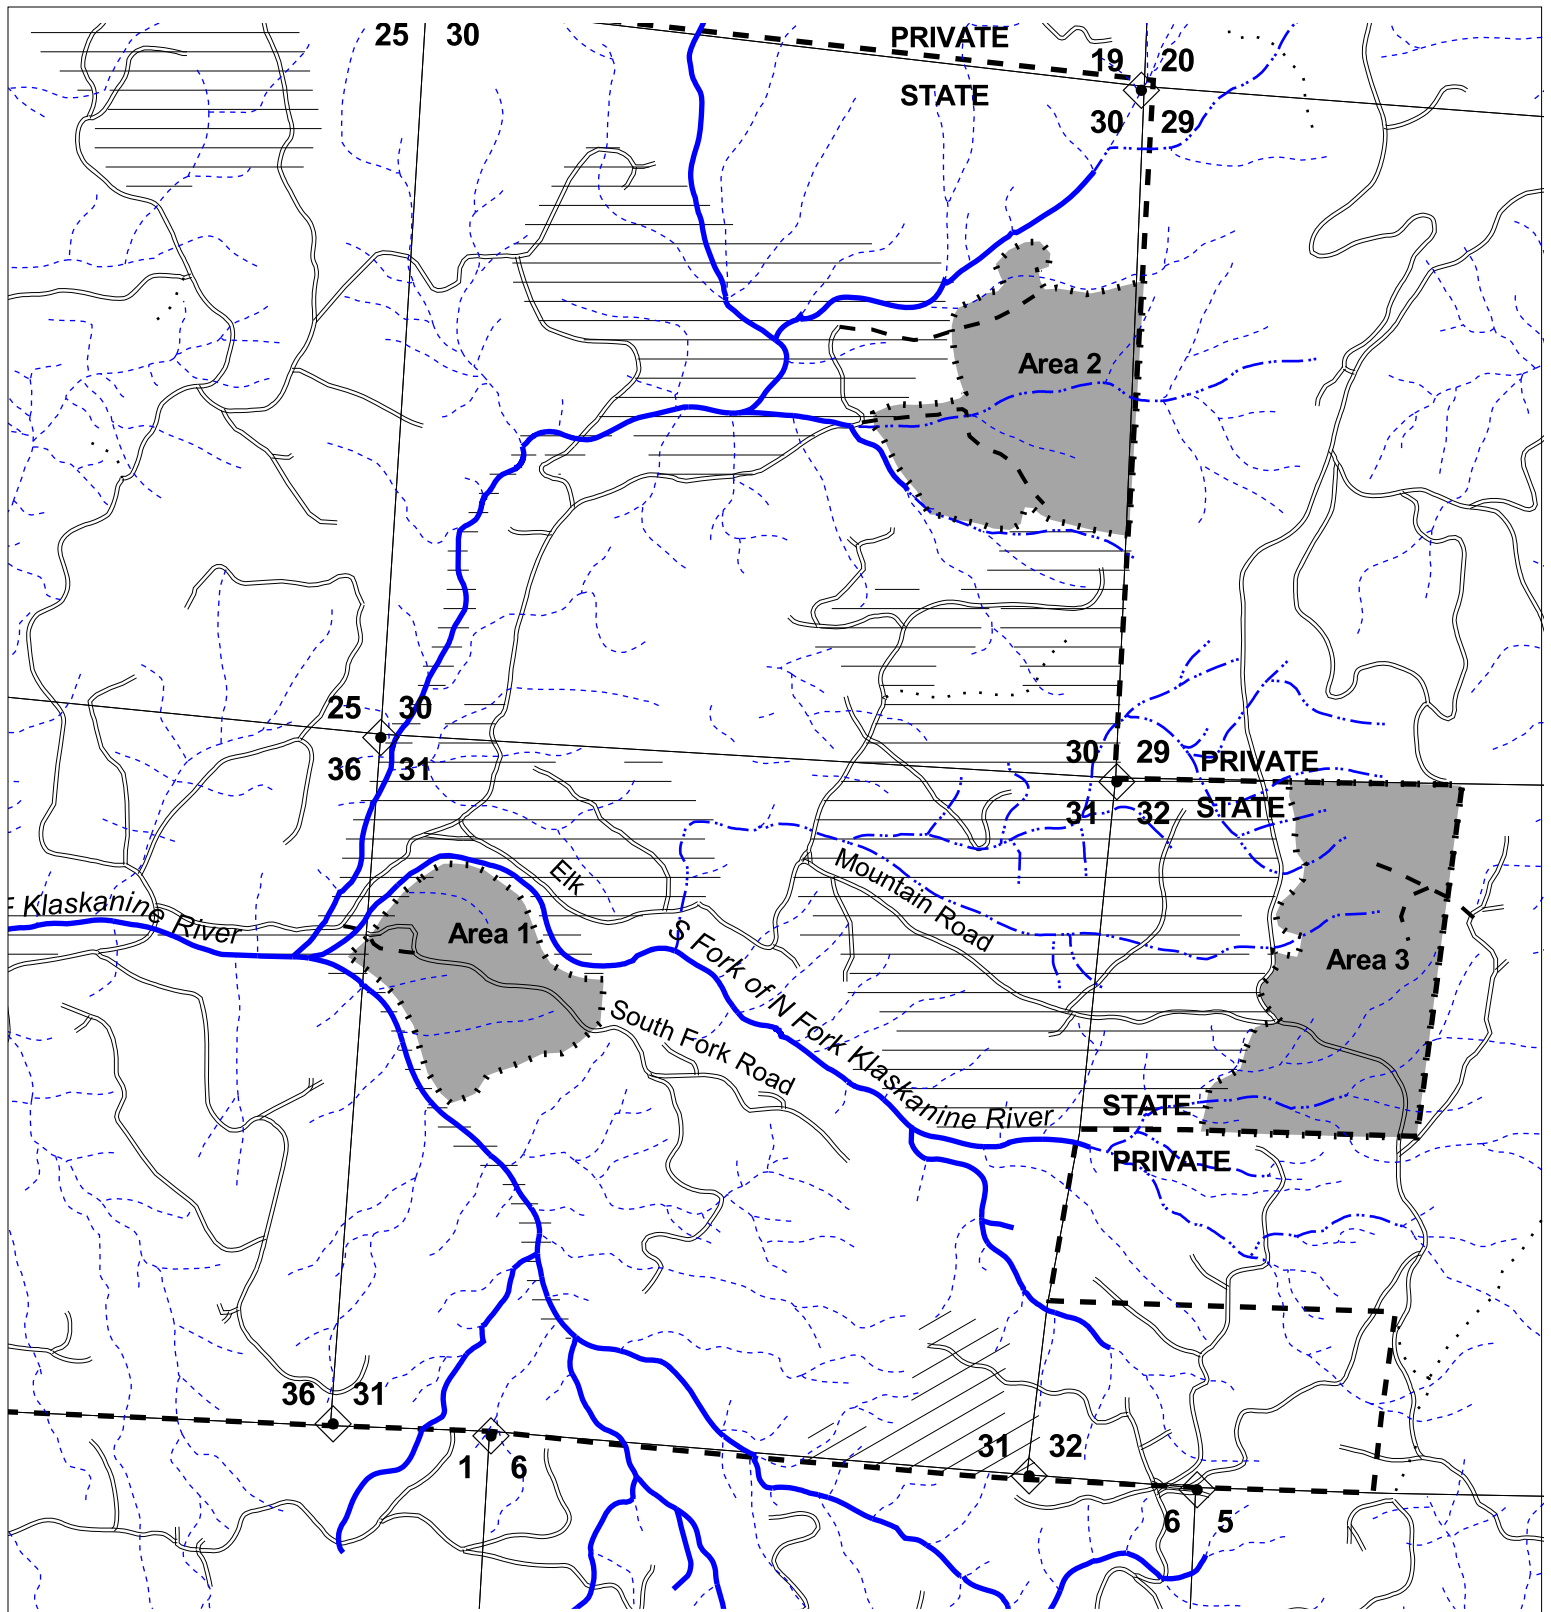 25 30
PRIVATE
19 20
STATE
30 29
Area 2
25 30
36 31
30 29
PRIVATE
31 32
STATE
Mountain Road
Elk
Klaskanine River
Area 1
S Fork of N Fork Klaskanine River
Area 3
South Fork Road
STATE
PRIVATE
36 31
31 32
1 6
6 5